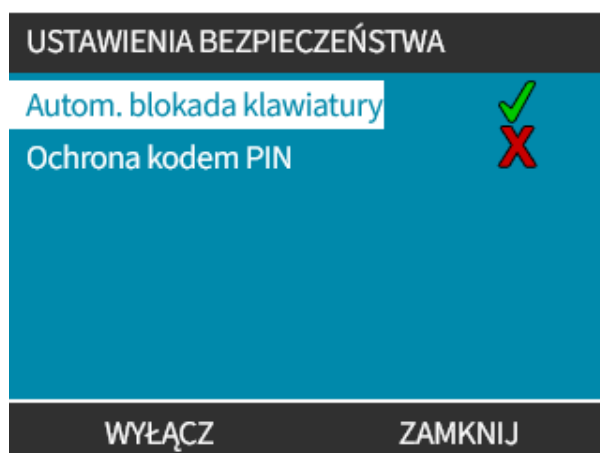 USTAWIENIA BEZPIECZEŃSTWA
Autom. blokada klawiatury
Ochrona kodem PIN
WYŁĄCZ ZAMKNIJ